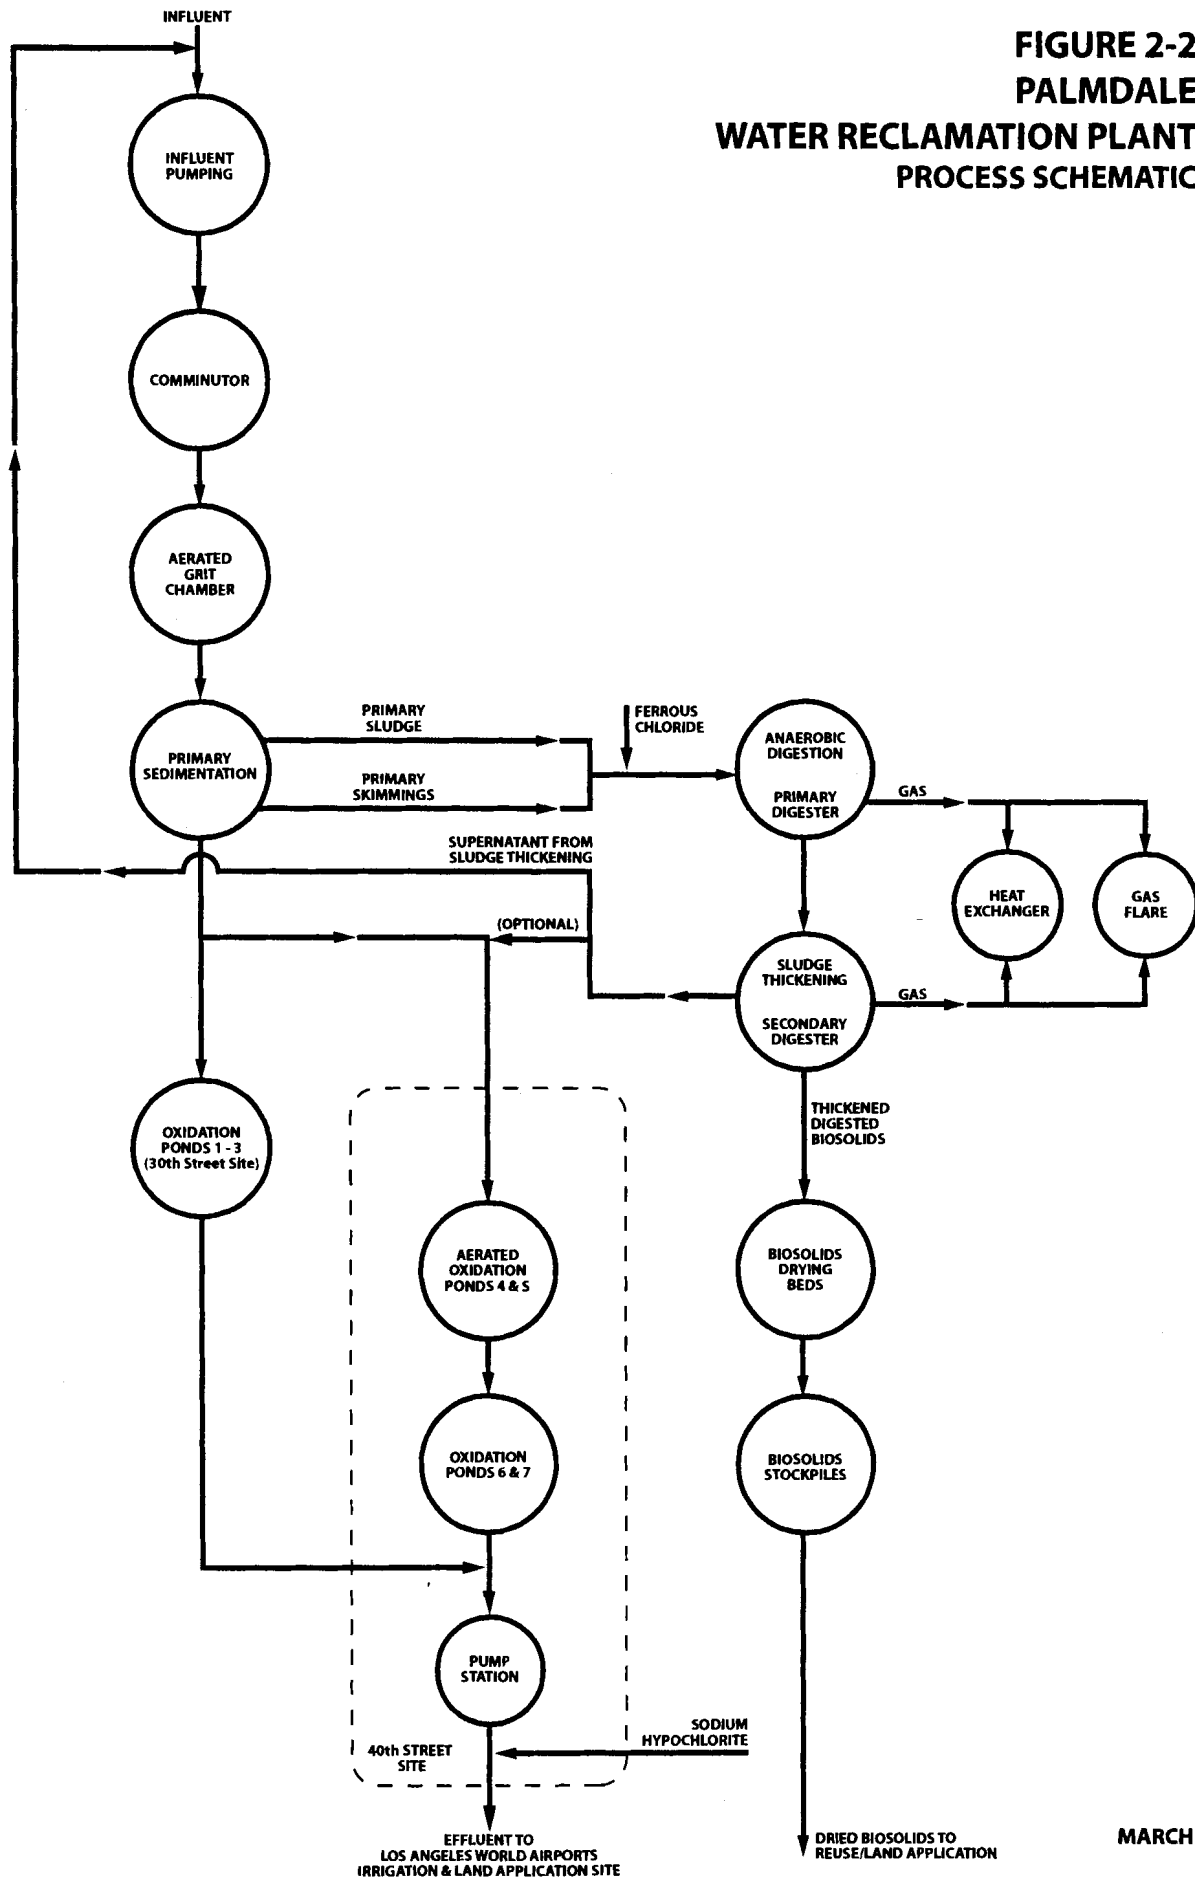 INFLUENT
FIGURE 2-2
PALMDALE
WATER RECLAMATION PLANT
PROCESS SCHEMATIC
INFLUENT
PUMPING
COMMINUTOR
AERATED
GRIT
CHAMBER
PRIMARY
SEDIMENTATION
PRIMARY
SLUDGE
PRIMARY
SKIMMINGS
FERROUS
CHLORIDE
ANAEROBIC
DIGESTION
PRIMARY
DIGESTER
GAS
HEAT
EXCHANGER
GAS
FLARE
SUPERNATANT FROM
SLUDGE THICKENING
(OPTIONAL)
SLUDGE
THICKENING
SECONDARY
DIGESTER
GAS
THICKENED
DIGESTED
BIOSOLIDS
OXIDATION
PONDS 1 - 3
(30th Street Site)
AERATED
OXIDATION
PONDS 4 & 5
BIOSOLIDS
DRYING
BEDS
OXIDATION
PONDS 6 & 7
BIOSOLIDS
STOCKPILES
PUMP
STATION
SODIUM
HYPOCHLORITE
40th STREET
SITE
EFFLUENT TO
LOS ANGELES WORLD AIRPORTS
IRRIGATION & LAND APPLICATION SITE
DRIED BIOSOLIDS TO
REUSE/LAND APPLICATION
MARCH